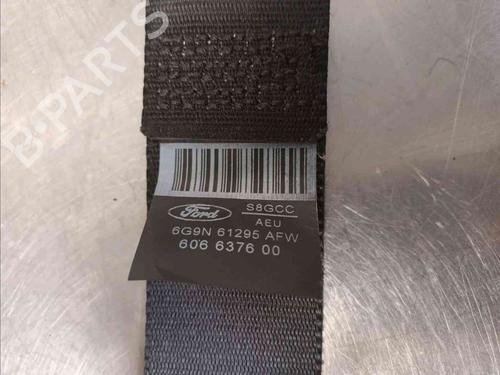 B-PARTS
Ford
S8GCC
AEU
6G9N 61295 AFW
606 6376 00